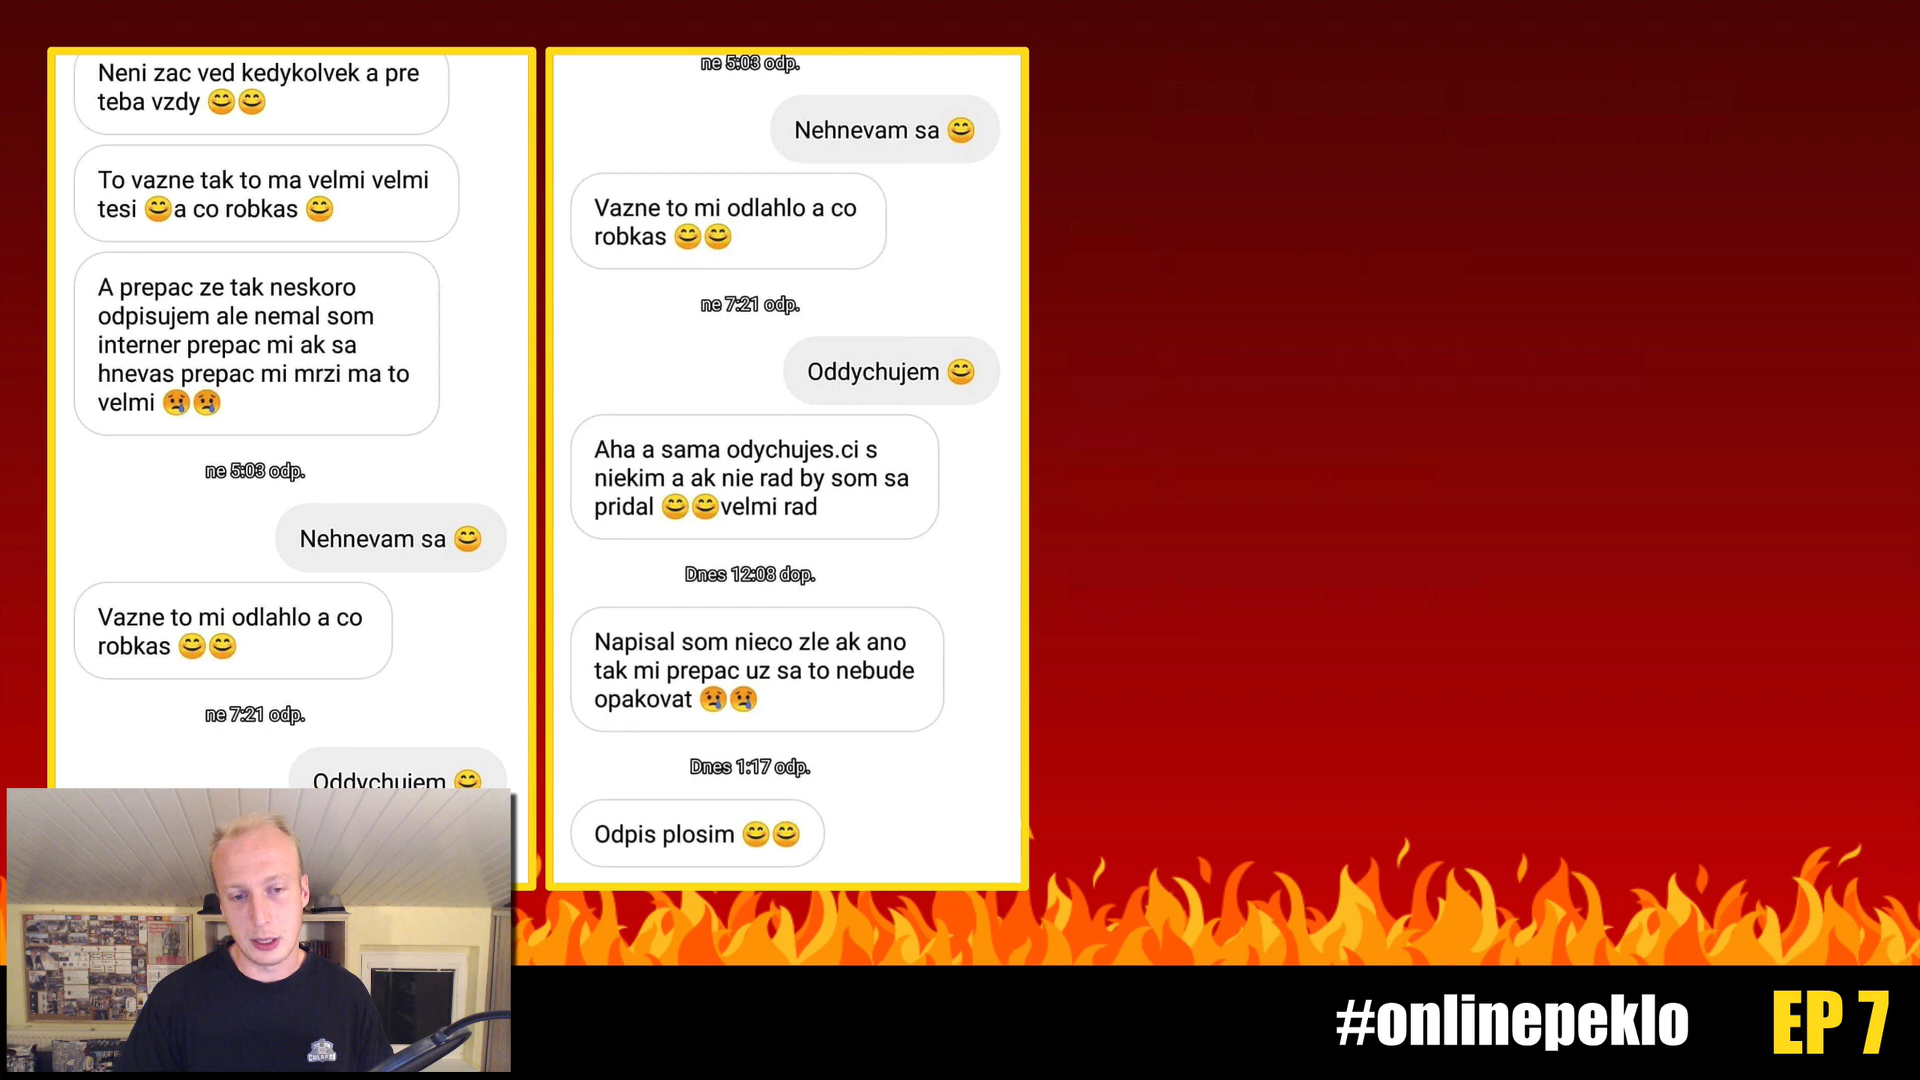 Neni zac ved kedykolvek a pre
teba vzdy 😊😊
To vazne tak to ma velmi velmi
tesi 😊a co robkas 😊
A prepac ze tak neskoro
odpisujem ale nemal som
interner prepac mi ak sa
hnevas prepac mi mrzi ma to
velmi 😢😢
ne 5:03 odp.
Nehnevam sa 😊
Vazne to mi odlahlo a co
robkas 😊😊
ne 7:21 odp.
Oddychujem 😊
ne 5:03 odp.
Nehnevam sa 😊
Vazne to mi odlahlo a co
robkas 😊😊
ne 7:21 odp.
Oddychujem 😊
Aha a sama odychujes.ci s
niekim a ak nie rad by som sa
pridal 😊😊velmi rad
Dnes 12:08 dop.
Napisal som nieco zle ak ano
tak mi prepac uz sa to nebude
opakovat 😢😢
Dnes 1:17 odp.
Odpis plosim 😊😊
#onlinepeklo
EP 7